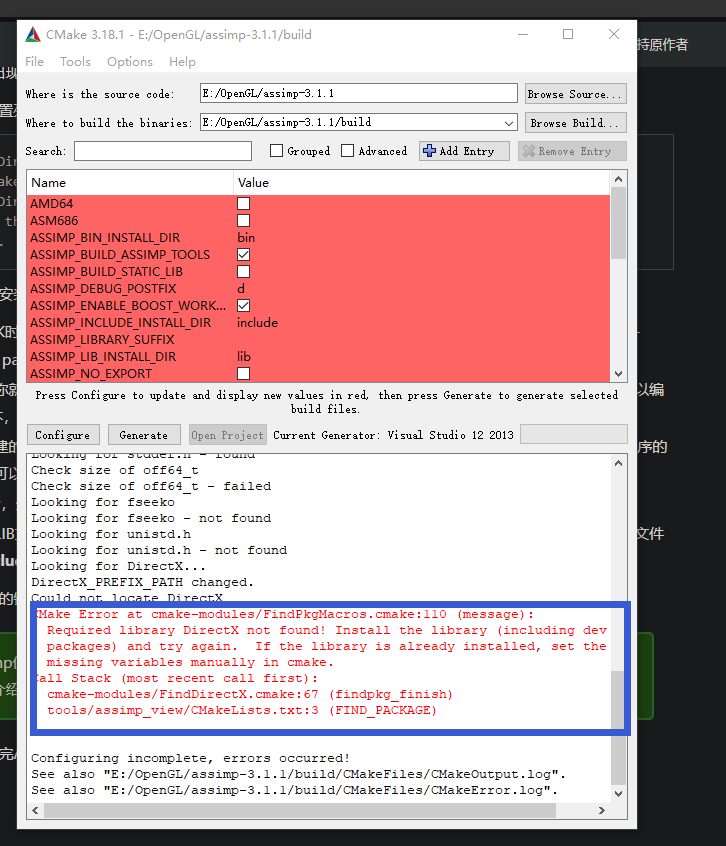 CMake 3.18.1 - E:/OpenGL/assimp-3.1.1/build
持原作者
File Tools Options Help
Where is the source code: E:/OpenGL/assimp-3.1.1 Browse Source...
Where to build the binaries: E:/OpenGL/assimp-3.1.1/build Browse Build...
Search: Grouped Advanced Add Entry Remove Entry
Name Value
AMD64
ASM686
ASSIMP_BIN_INSTALL_DIR bin
ASSIMP_BUILD_ASSIMP_TOOLS
ASSIMP_BUILD_STATIC_LIB
ASSIMP_DEBUG_POSTFIX d
ASSIMP_ENABLE_BOOST_WORK...
ASSIMP_INCLUDE_INSTALL_DIR include
ASSIMP_LIBRARY_SUFFIX
ASSIMP_LIB_INSTALL_DIR lib
ASSIMP_NO_EXPORT
Press Configure to update and display new values in red, then press Generate to generate selected
build files.
以编
Configure Generate Open Project Current Generator: Visual Studio 12 2013
序的
Looking for stddef.h - found
Check size of off64_t
Check size of off64_t - failed
Looking for fseeko
Looking for fseeko - not found
Looking for unistd.h
文件
Looking for unistd.h - not found
Looking for DirectX...
DirectX_PREFIX_PATH changed.
Could not locate DirectX
CMake Error at cmake-modules/FindPkgMacros.cmake:110 (message):
Required library DirectX not found! Install the library (including dev
packages) and try again. If the library is already installed, set the
missing variables manually in cmake.
Call Stack (most recent call first):
cmake-modules/FindDirectX.cmake:67 (findpkg_finish)
tools/assimp_view/CMakeLists.txt:3 (FIND_PACKAGE)
Configuring incomplete, errors occurred!
See also "E:/OpenGL/assimp-3.1.1/build/CMakeFiles/CMakeOutput.log".
See also "E:/OpenGL/assimp-3.1.1/build/CMakeFiles/CMakeError.log".